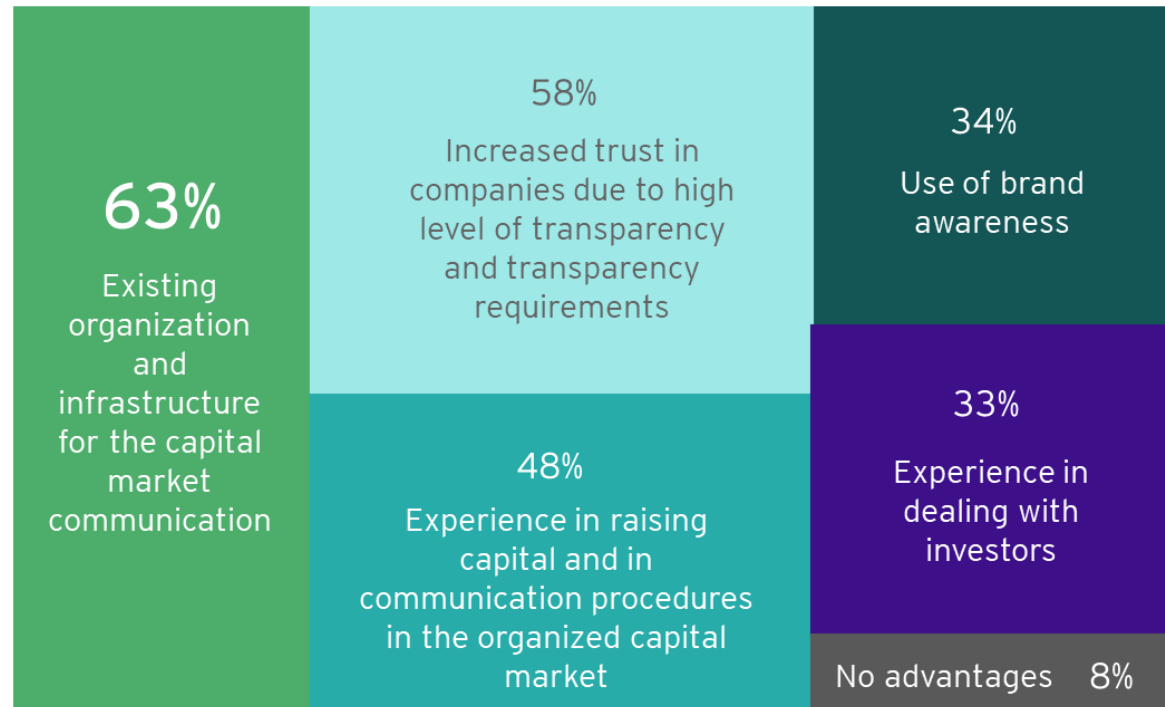 63%
Existing
organization
and
infrastructure
for the capital
market
communication
58%
Increased trust in
companies due to high
level of transparency
and transparency
requirements
48%
Experience in raising
capital and in
communication procedures
in the organized capital
market
34%
Use of brand
awareness
33%
Experience in
dealing with
investors
No advantages 8%